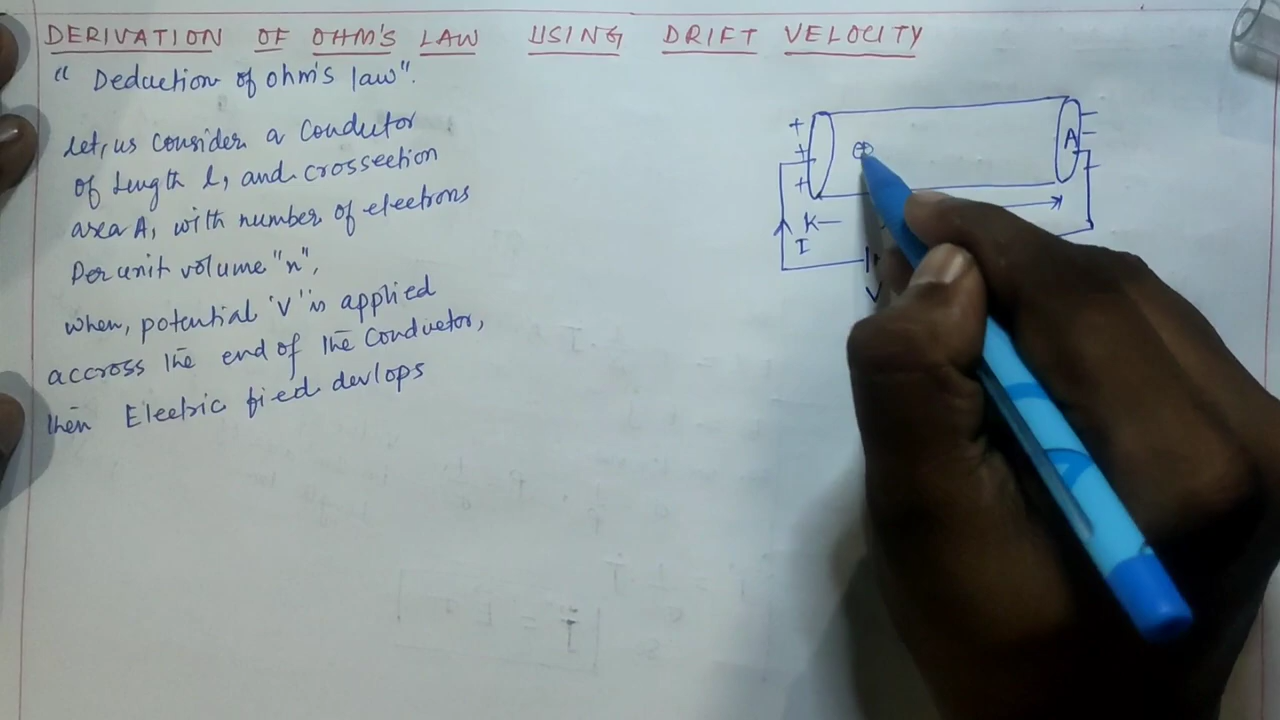 DERIVATION OF OHM'S LAW USING DRIFT VELOCITY
" Deduction of ohm's law".
Let, us consider a Conductor
of Length l, and crossection
area A, with number of electrons
Per unit volume "n",
when, potential 'V' is applied
accross the end of the Conductor,
then Electric fied devlops
+
+
+
A
K
I
V